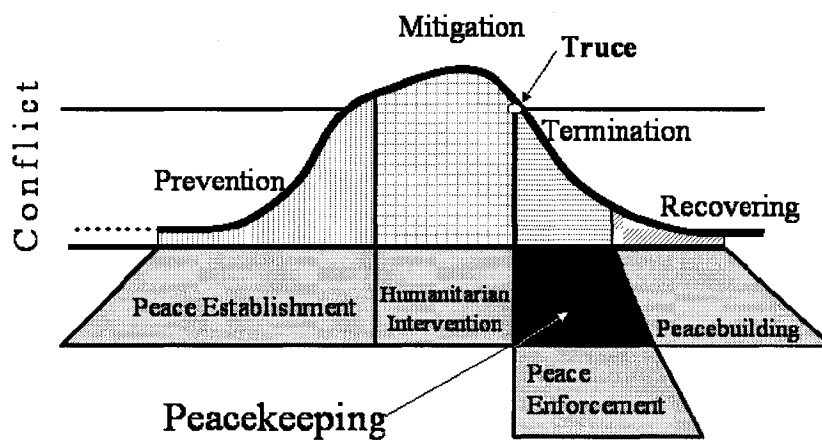 Mitigation
Truce
Conflict
Termination
Prevention
Recovering
Peace Establishment
Humanitarian
Intervention
Peacebuilding
Peace
Enforcement
Peacekeeping